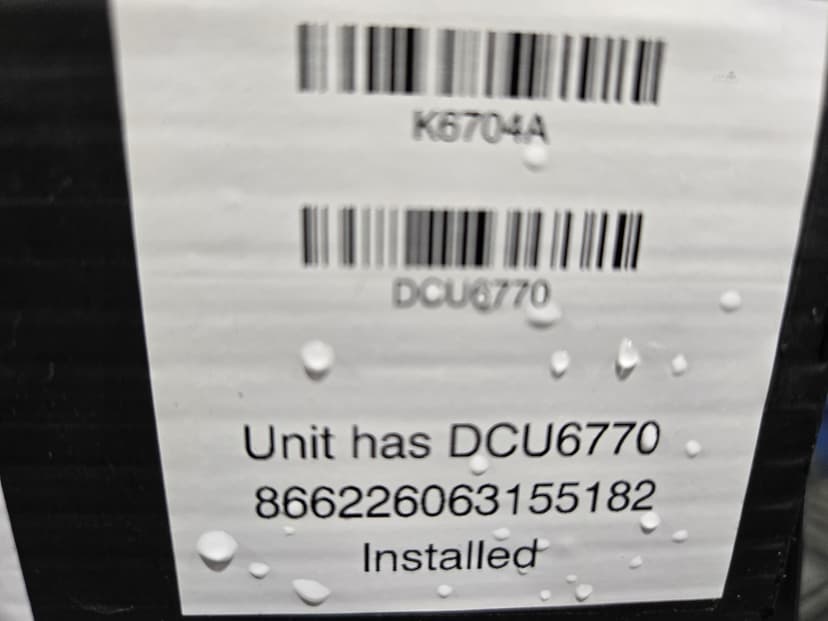 K6704A
DCU6770
Unit has DCU6770
866226063155182
Installed